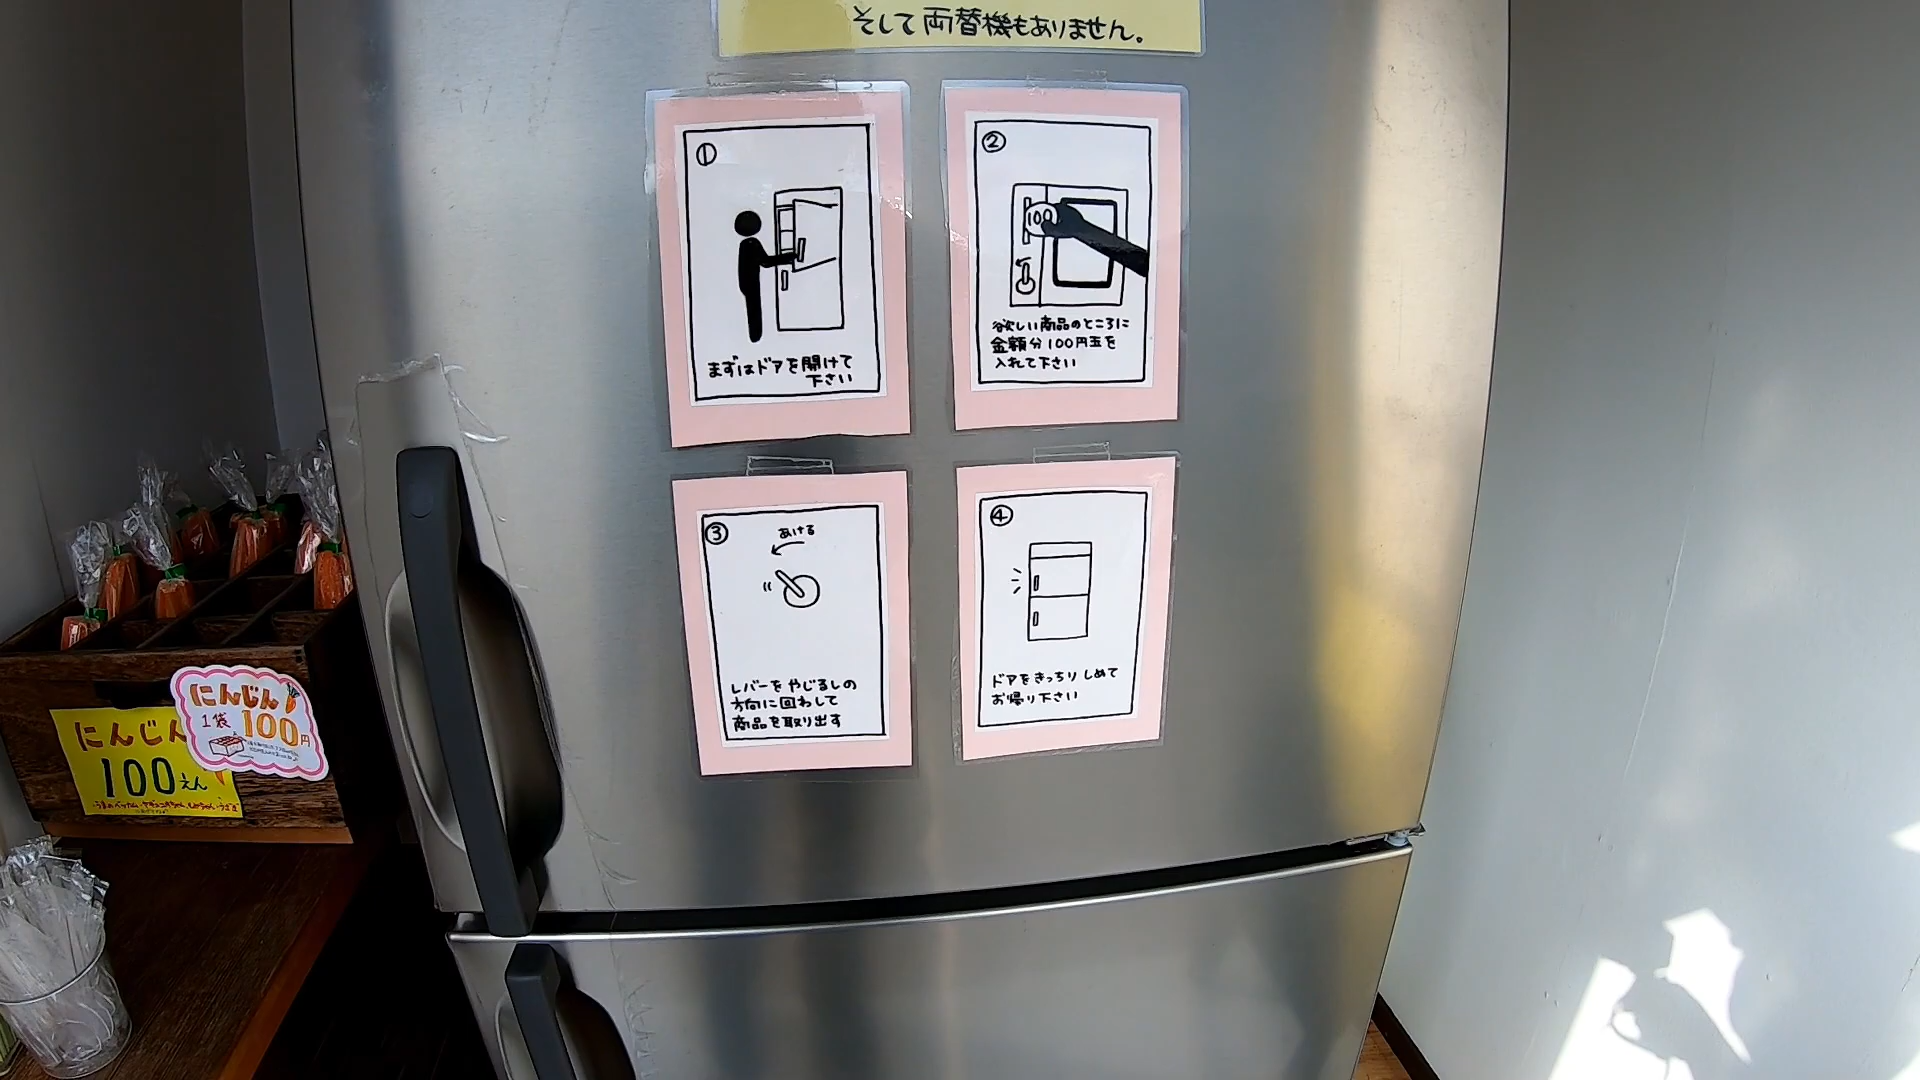 そして両替機もありません。
①
まずはドアを開けて
下さい
②
100
欲しい商品のところに
金額分100円玉を
入れて下さい
③
あける
レバーをやじるしの
方向に回わして
商品を取り出す
④
ドアをきっちりしめて
お帰り下さい
にんじん
1袋100円
にんじん
100えん